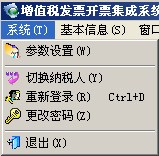 增值税发票开票集成系统
系统(T) 基本信息(S) 窗口
参数设置(W)
切换纳税人(Y)
重新登录(R) Ctrl+D
更改密码(Z)
退出(X)